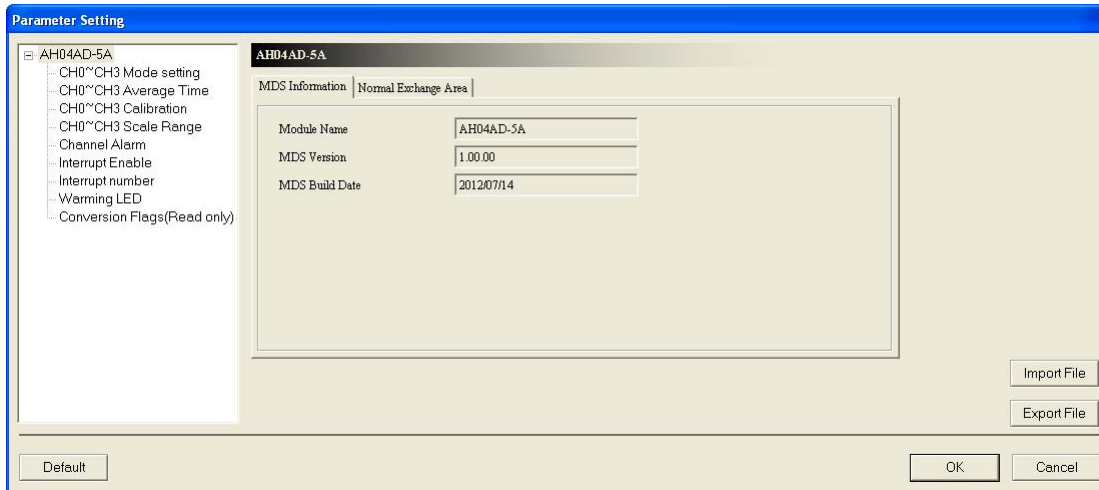 Parameter Setting
AH04AD-5A
CH0~CH3 Mode setting
CH0~CH3 Average Time
CH0~CH3 Calibration
CH0~CH3 Scale Range
Channel Alarm
Interrupt Enable
Interrupt number
Warming LED
Conversion Flags(Read only)
AH04AD-5A
MDS Information Normal Exchange Area
Module Name AH04AD-5A
MDS Version 1.00.00
MDS Build Date 2012/07/14
Import File
Export File
Default OK Cancel